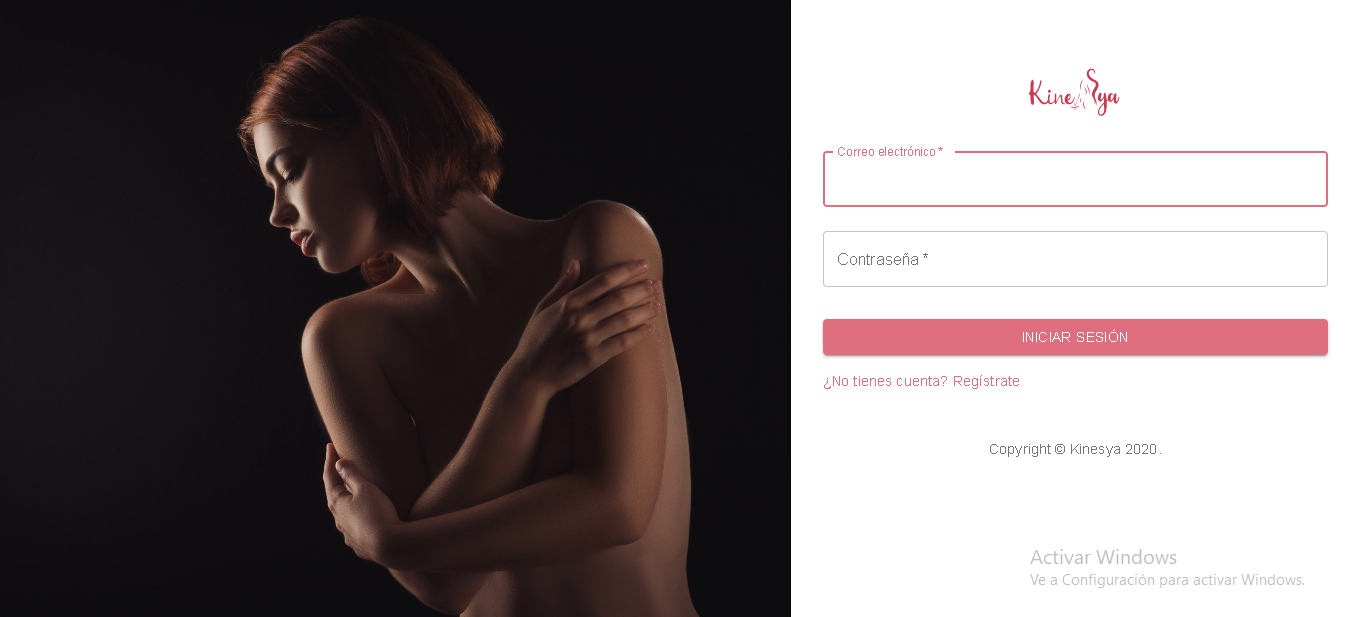 KineSya
Correo electrónico *
Contraseña *
INICIAR SESIÓN
¿No tienes cuenta? Regístrate
Copyright © Kinesya 2020.
Activar Windows
Ve a Configuración para activar Windows.